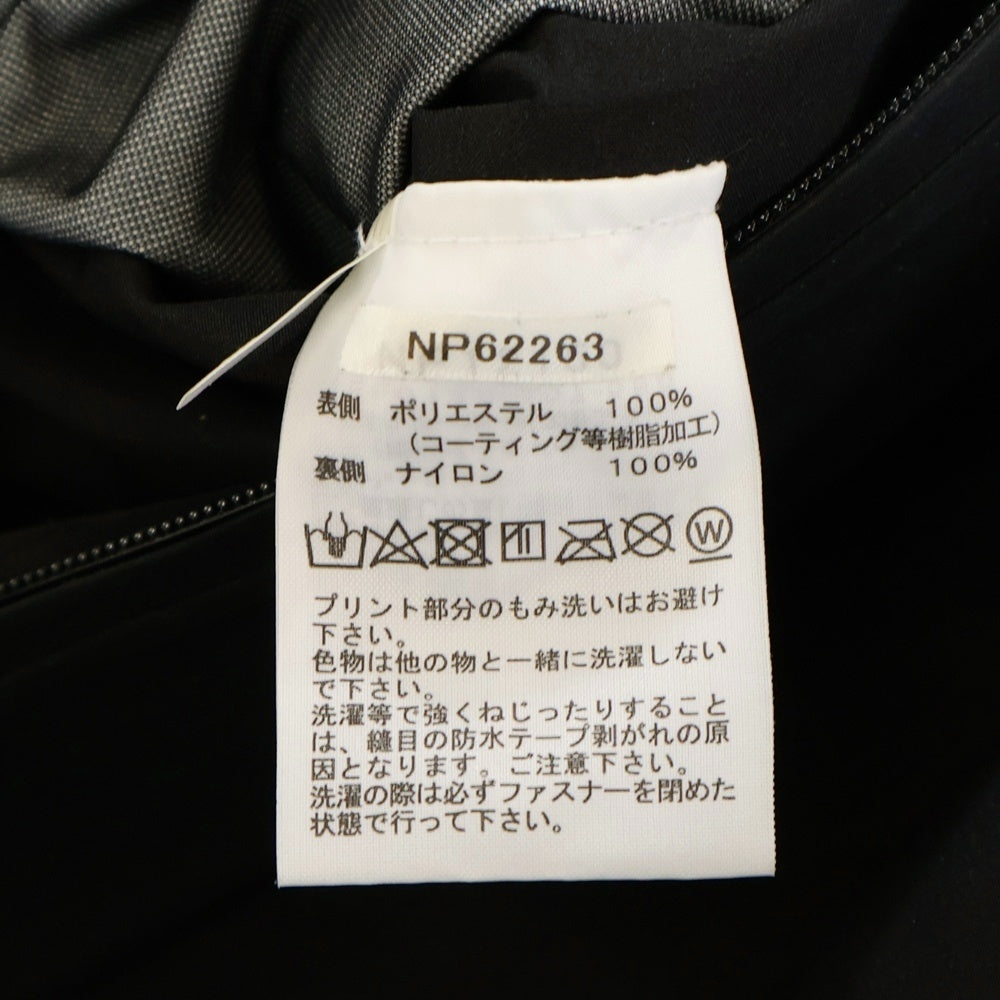 NP62263
表側 ポリエステル 100%
（コーティング等樹脂加工）
裏側 ナイロン 100%
W
プリント部分のもみ洗いはお避け
下さい。
色物は他の物と一緒に洗濯しない
で下さい。
洗濯等で強くねじったりすること
は、縫目の防水テープ剥がれの原
因となります。ご注意下さい。
洗濯の際は必ずファスナーを閉めた
状態で行って下さい。